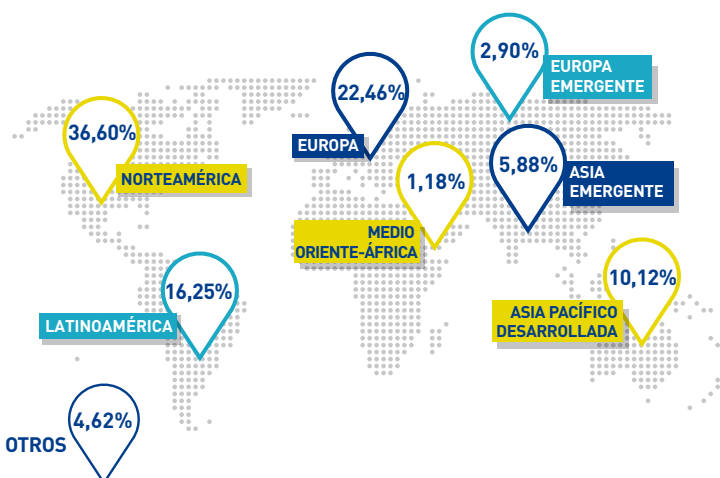 2,90%
EUROPA
EMERGENTE
22,46%
EUROPA
36,60%
NORTEAMÉRICA
5,88%
ASIA
EMERGENTE
1,18%
MEDIO
ORIENTE-ÁFRICA
16,25%
LATINOAMÉRICA
10,12%
ASIA PACÍFICO
DESARROLLADA
4,62%
OTROS